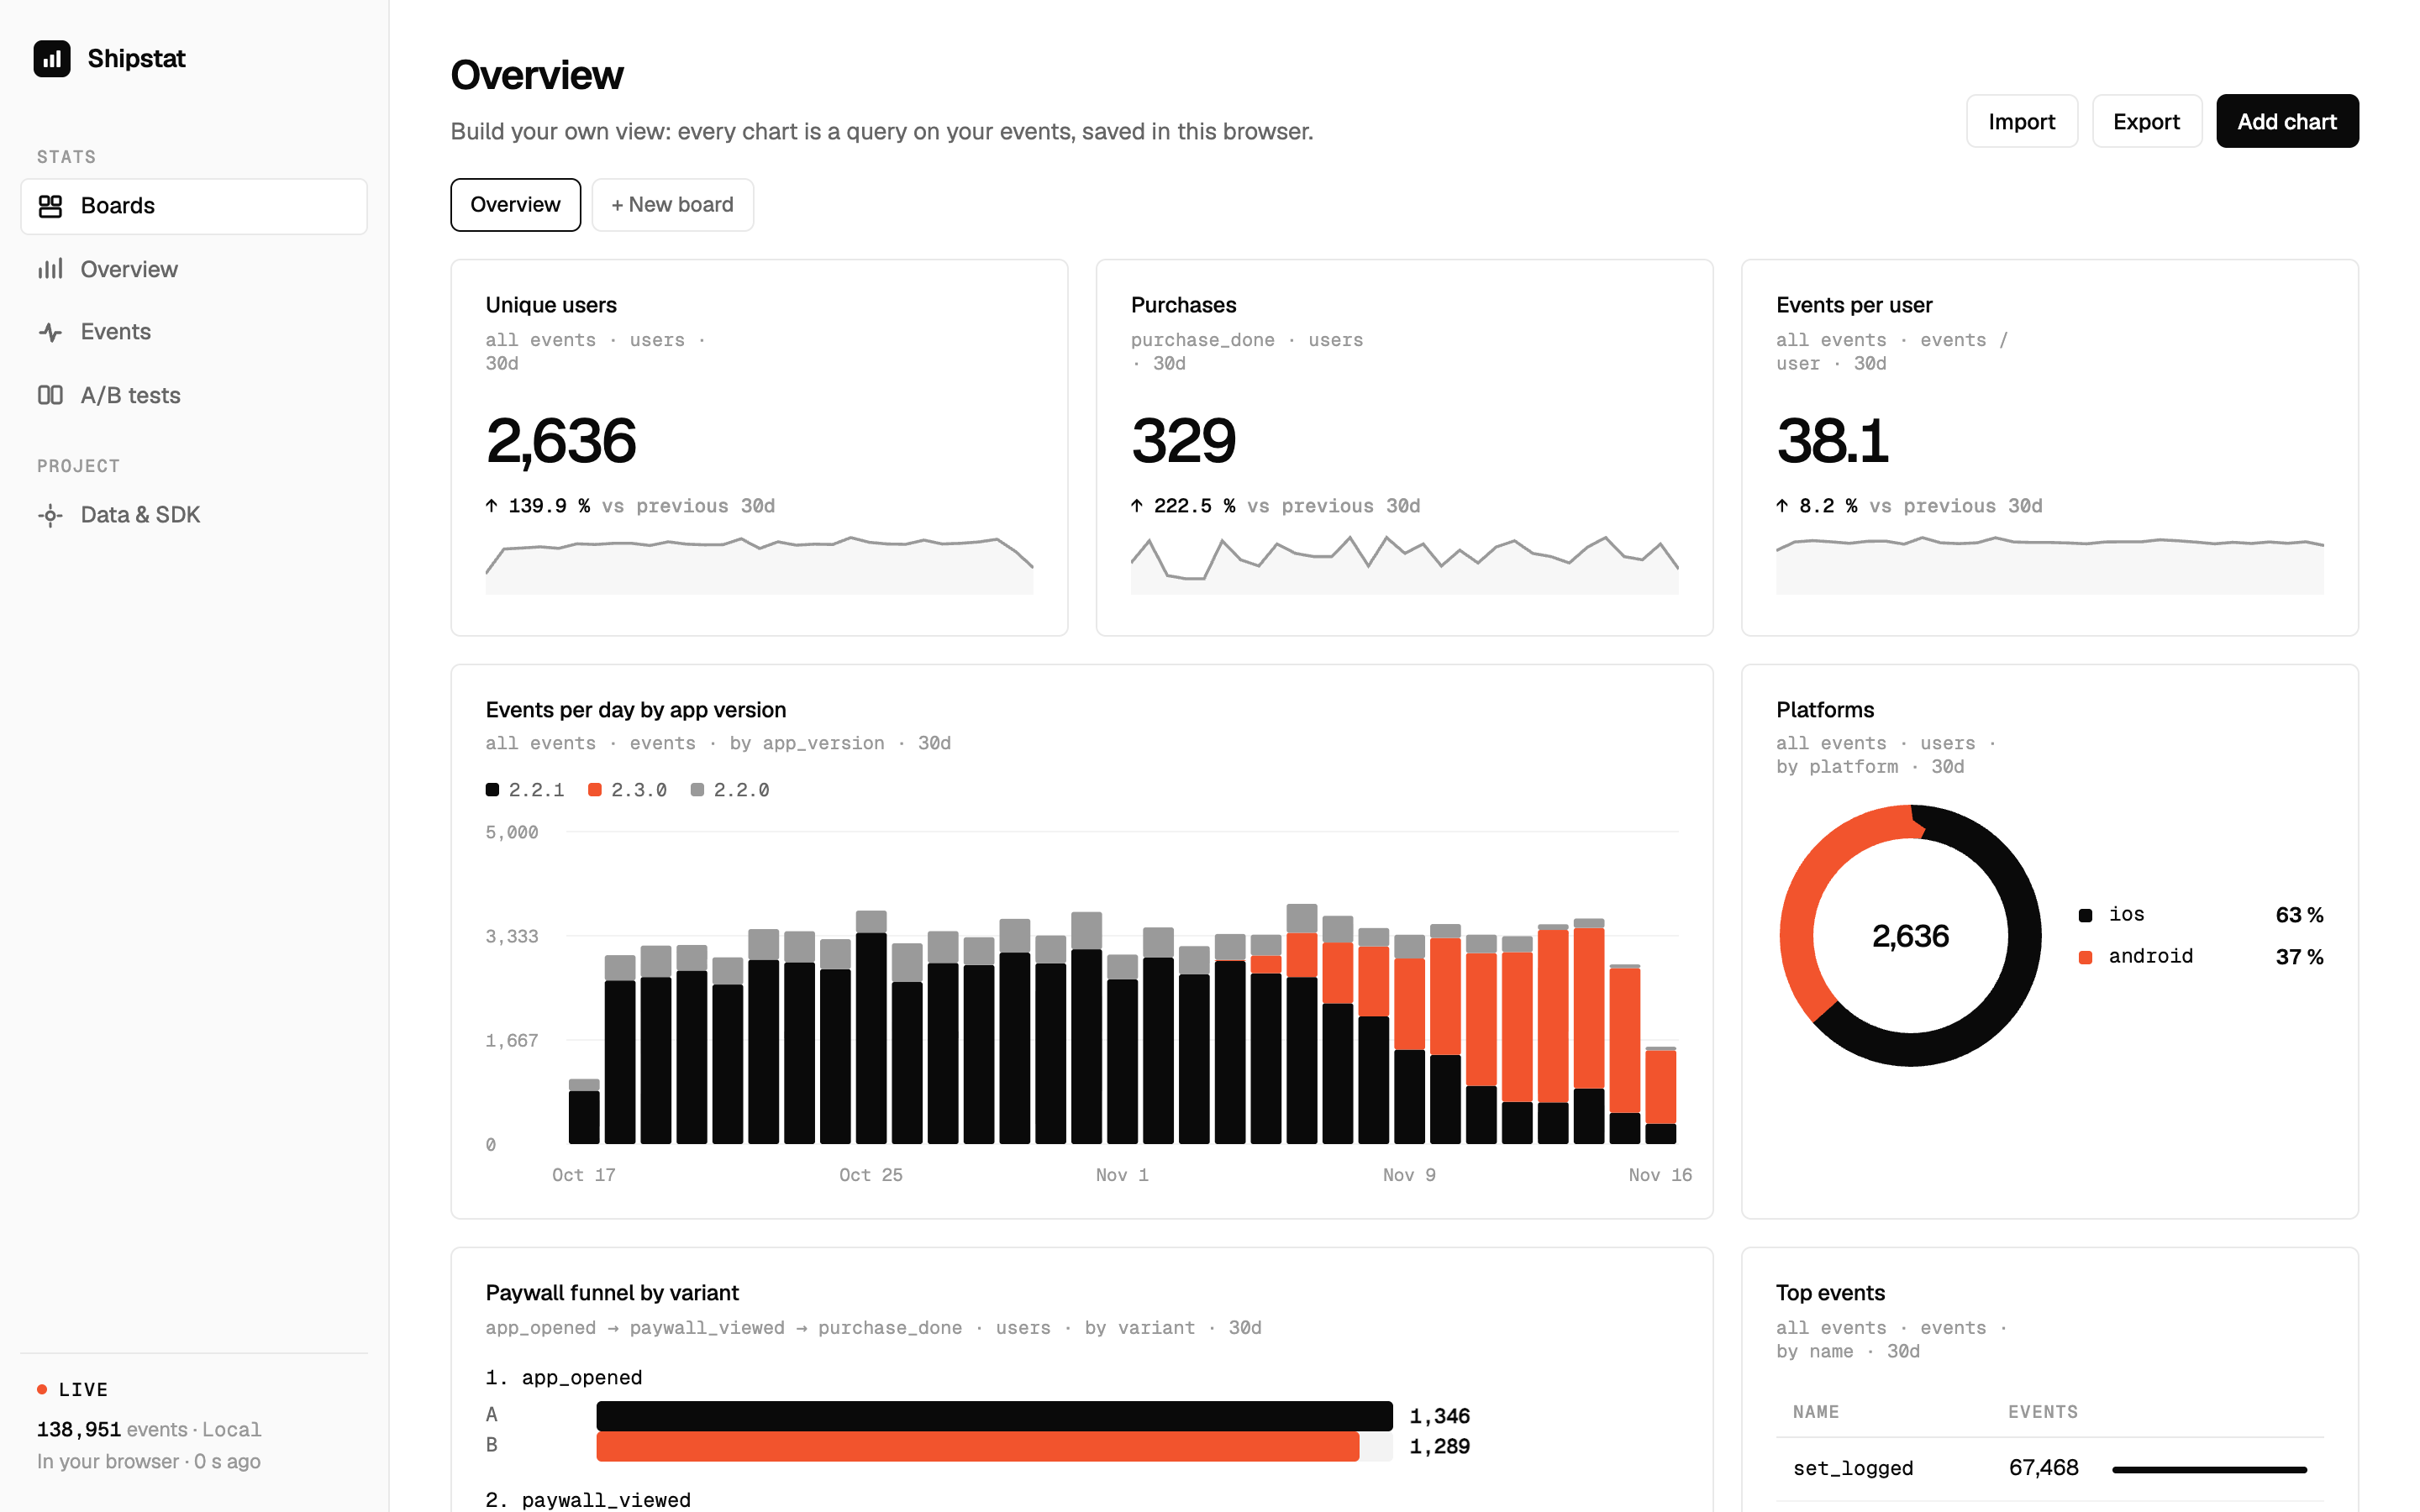 Shipstat
STATS
Boards
Overview
Events
A/B tests
PROJECT
Data & SDK
LIVE
138,951 events · Local
In your browser · 0 s ago
Overview
Build your own view: every chart is a query on your events, saved in this browser.
Import
Export
Add chart
Overview
+ New board
Unique users
all events · users ·
30d
2,636
↑ 139.9 % vs previous 30d
Purchases
purchase_done · users
· 30d
329
↑ 222.5 % vs previous 30d
Events per user
all events · events /
user · 30d
38.1
↑ 8.2 % vs previous 30d
Events per day by app version
all events · events · by app_version · 30d
2.2.1 2.3.0 2.2.0
5,000
3,333
1,667
0
Oct 17 Oct 25 Nov 1 Nov 9 Nov 16
Platforms
all events · users ·
by platform · 30d
2,636
ios 63 %
android 37 %
Paywall funnel by variant
app_opened → paywall_viewed → purchase_done · users · by variant · 30d
1. app_opened
A 1,346
B 1,289
2. paywall_viewed
Top events
all events · events ·
by name · 30d
NAME EVENTS
set_logged 67,468